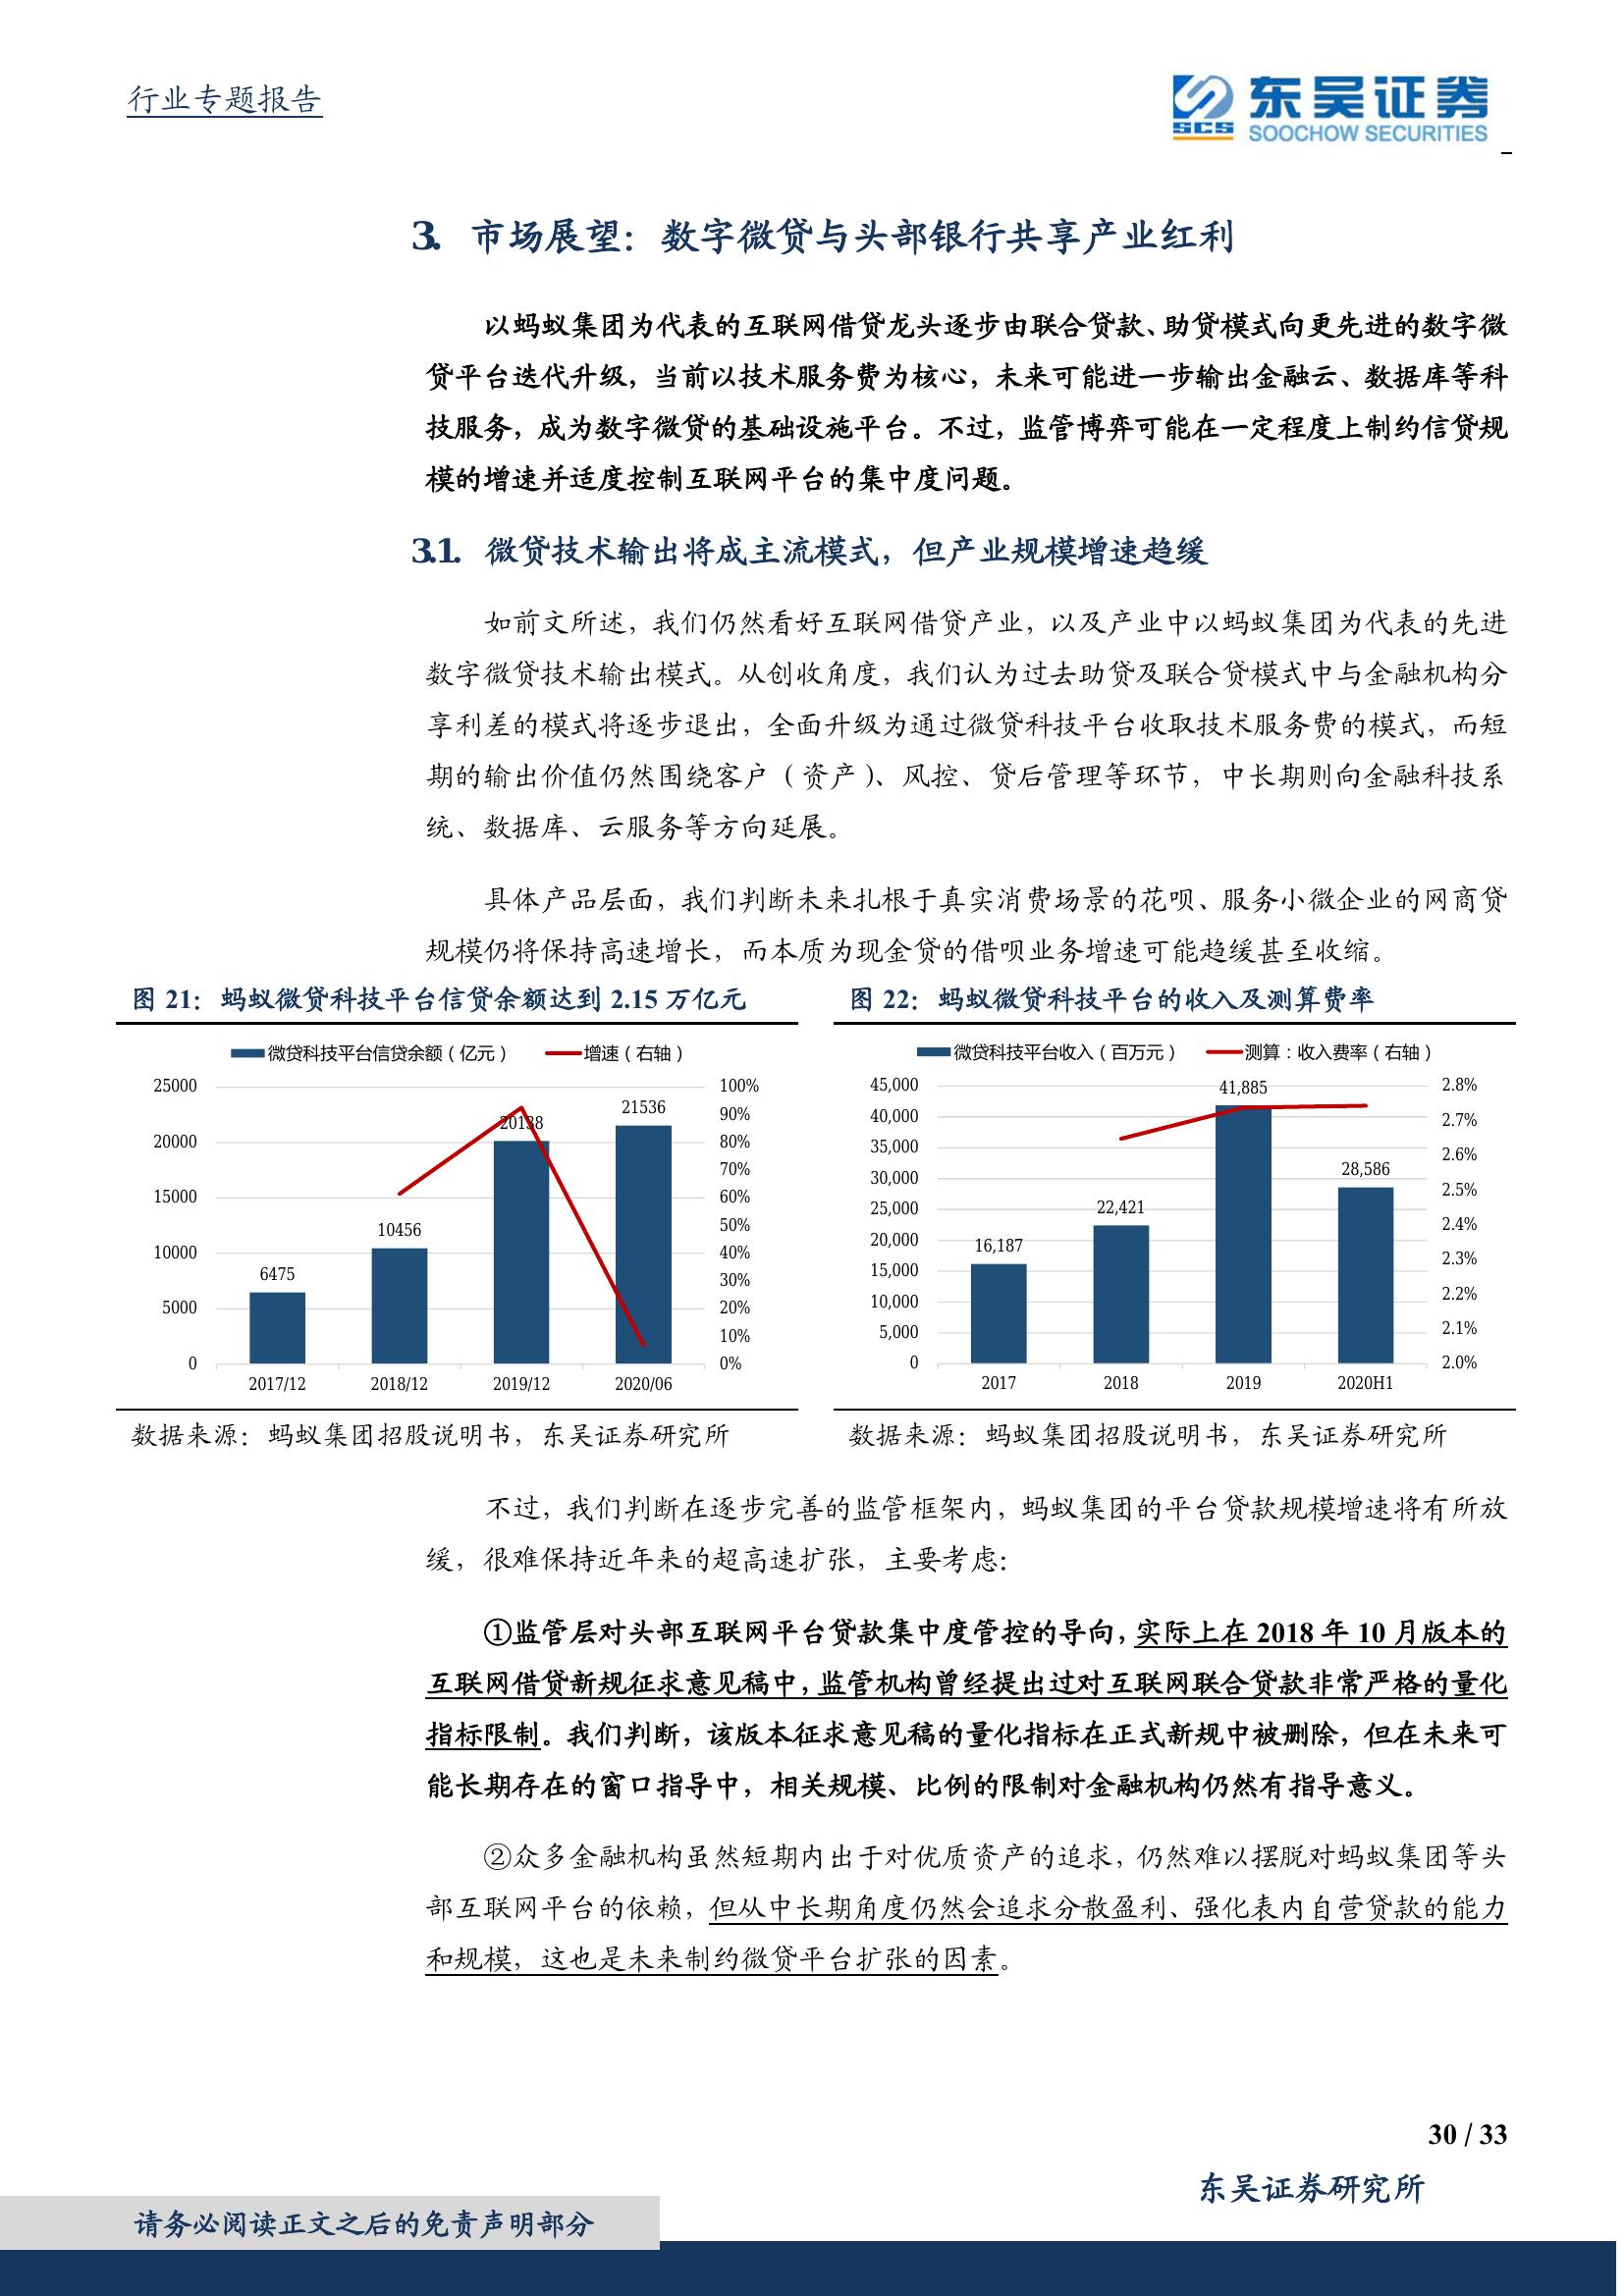 行业专题报告
SCS 东吴证券
SOOCHOW SECURITIES
3. 市场展望：数字微贷与头部银行共享产业红利
以蚂蚁集团为代表的互联网借贷龙头逐步由联合贷款、助贷模式向更先进的数字微
贷平台迭代升级，当前以技术服务费为核心，未来可能进一步输出金融云、数据库等科
技服务，成为数字微贷的基础设施平台。不过，监管博弈可能在一定程度上制约信贷规
模的增速并适度控制互联网平台的集中度问题。
3.1. 微贷技术输出将成主流模式，但产业规模增速趋缓
如前文所述，我们仍然看好互联网借贷产业，以及产业中以蚂蚁集团为代表的先进
数字微贷技术输出模式。从创收角度，我们认为过去助贷及联合贷模式中与金融机构分
享利差的模式将逐步退出，全面升级为通过微贷科技平台收取技术服务费的模式，而短
期的输出价值仍然围绕客户（资产）、风控、贷后管理等环节，中长期则向金融科技系
统、数据库、云服务等方向延展。
具体产品层面，我们判断未来扎根于真实消费场景的花呗、服务小微企业的网商贷
规模仍将保持高速增长，而本质为现金贷的借呗业务增速可能趋缓甚至收缩。
图 21：蚂蚁微贷科技平台信贷余额达到 2.15 万亿元
微贷科技平台信贷余额（亿元） 增速（右轴）
25000
20000
15000
10000
5000
0
6475
10456
20138
21536
100%
90%
80%
70%
60%
50%
40%
30%
20%
10%
0%
2017/12 2018/12 2019/12 2020/06
数据来源：蚂蚁集团招股说明书，东吴证券研究所
图 22：蚂蚁微贷科技平台的收入及测算费率
微贷科技平台收入（百万元） 测算：收入费率（右轴）
45,000
40,000
35,000
30,000
25,000
20,000
15,000
10,000
5,000
0
16,187
22,421
41,885
28,586
2.8%
2.7%
2.6%
2.5%
2.4%
2.3%
2.2%
2.1%
2.0%
2017 2018 2019 2020H1
数据来源：蚂蚁集团招股说明书，东吴证券研究所
不过，我们判断在逐步完善的监管框架内，蚂蚁集团的平台贷款规模增速将有所放
缓，很难保持近年来的超高速扩张，主要考虑：
①监管层对头部互联网平台贷款集中度管控的导向，实际上在 2018 年 10 月版本的
互联网借贷新规征求意见稿中，监管机构曾经提出过对互联网联合贷款非常严格的量化
指标限制。我们判断，该版本征求意见稿的量化指标在正式新规中被删除，但在未来可
能长期存在的窗口指导中，相关规模、比例的限制对金融机构仍然有指导意义。
②众多金融机构虽然短期内出于对优质资产的追求，仍然难以摆脱对蚂蚁集团等头
部互联网平台的依赖，但从中长期角度仍然会追求分散盈利、强化表内自营贷款的能力
和规模，这也是未来制约微贷平台扩张的因素。
30 / 33
东吴证券研究所
请务必阅读正文之后的免责声明部分